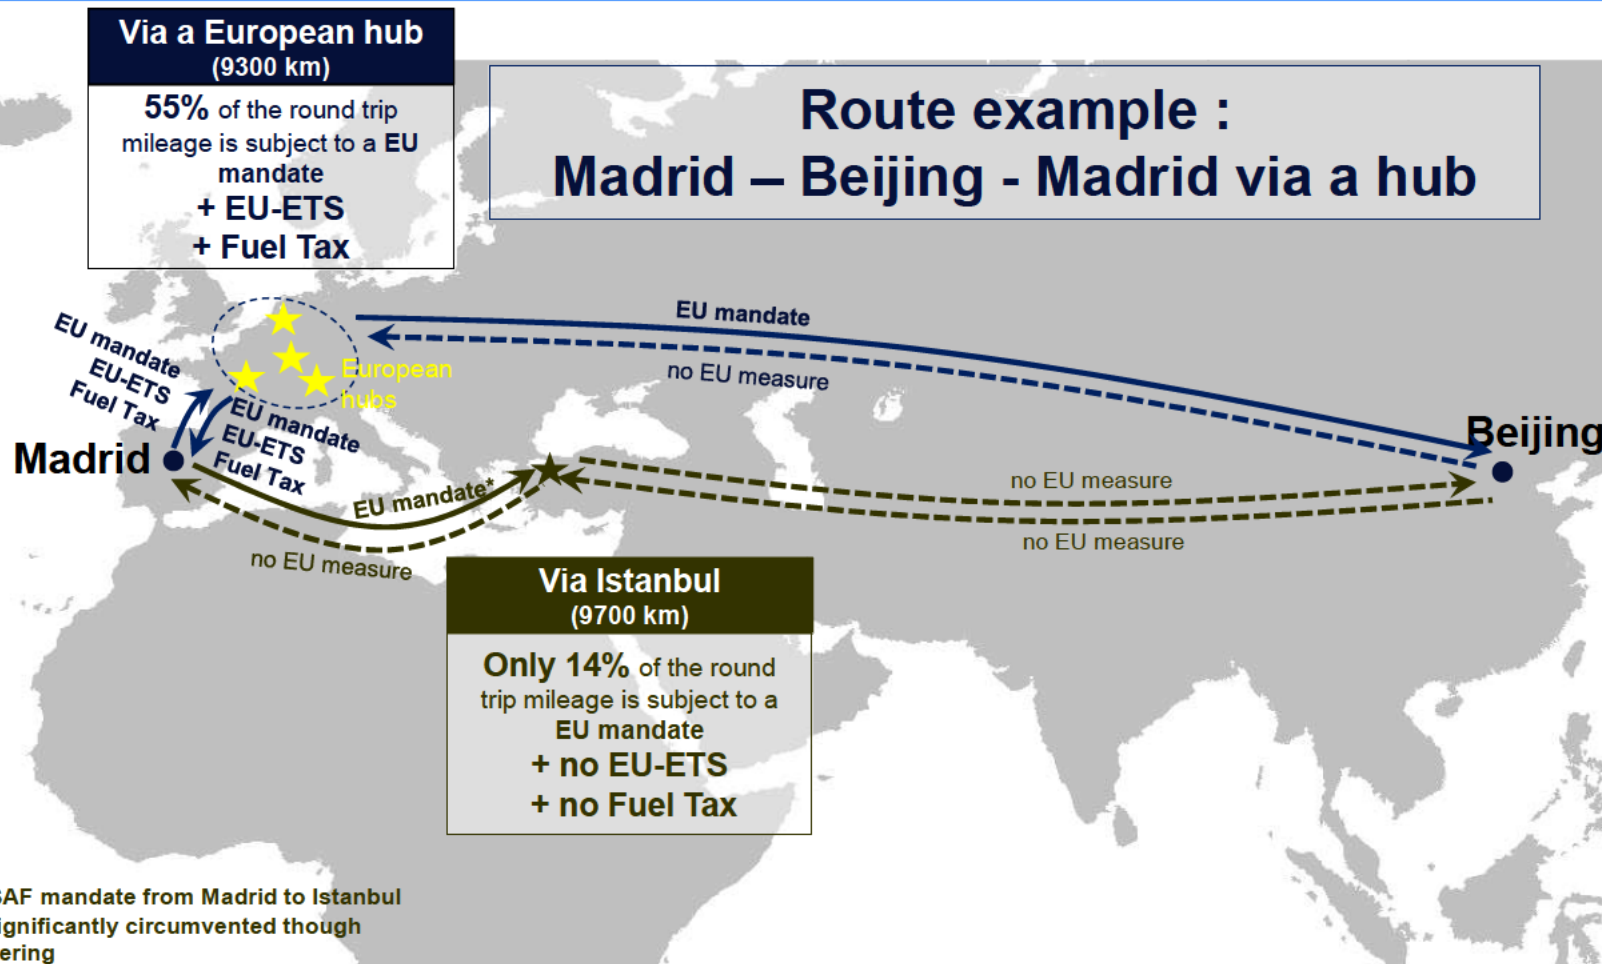 Via a European hub
(9300 km)
55% of the round trip
mileage is subject to a EU
mandate
+ EU-ETS
+ Fuel Tax
Route example :
Madrid – Beijing - Madrid via a hub
EU mandate
EU-ETS
Fuel Tax
European
hubs
EU mandate
EU-ETS
Fuel Tax
EU mandate
no EU measure
Madrid
Beijing
EU mandate*
no EU measure
no EU measure
no EU measure
Via Istanbul
(9700 km)
Only 14% of the round
trip mileage is subject to a
EU mandate
+ no EU-ETS
+ no Fuel Tax
mandate from Madrid to Istanbul
circumvented though